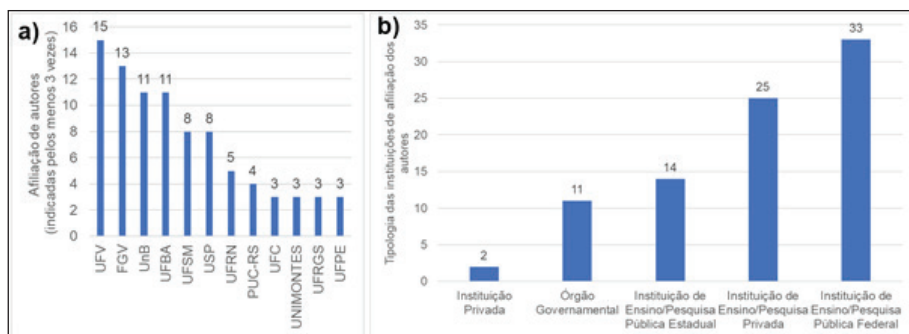 a)
Afiliação de autores
(indicadas pelos menos 3 vezes)
16
14
12
10
8
6
4
2
0
15
13
11
11
8
8
5
4
3
3
3
3
UFV
FGV
UnB
UFBA
UFSM
USP
UFRN
PUC-RS
UFC
UNIMONTES
UFRGS
UFPE
b)
Tipologia das instituições de afiliação dos
autores
35
30
25
20
15
10
5
0
2
11
14
25
33
Instituição
Privada
Órgão
Governamental
Instituição de
Ensino/Pesquisa
Pública Estadual
Instituição de
Ensino/Pesquisa
Privada
Instituição de
Ensino/Pesquisa
Pública Federal